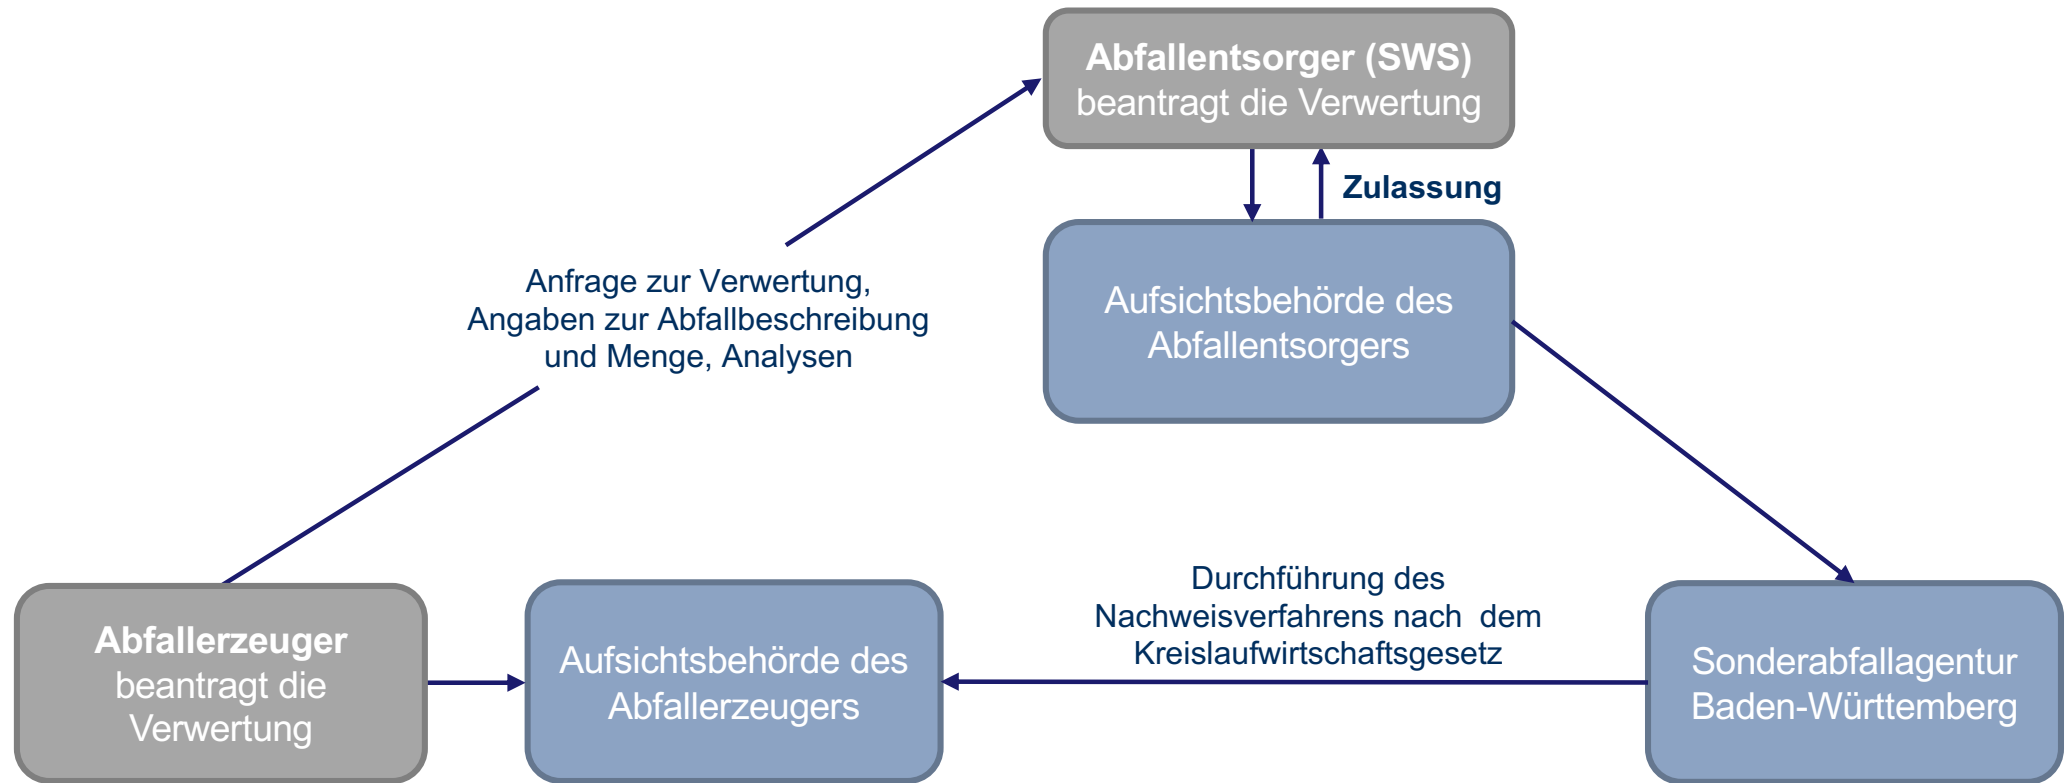 Abfallentsorger (SWS)
beantragt die Verwertung
Zulassung
Aufsichtsbehörde des
Abfallentsorgers
Anfrage zur Verwertung,
Angaben zur Abfallbeschreibung
und Menge, Analysen
Abfallerzeuger
beantragt die
Verwertung
Aufsichtsbehörde des
Abfallerzeugers
Durchführung des
Nachweisverfahrens nach  dem
Kreislaufwirtschaftsgesetz
Sonderabfallagentur
Baden-Württemberg